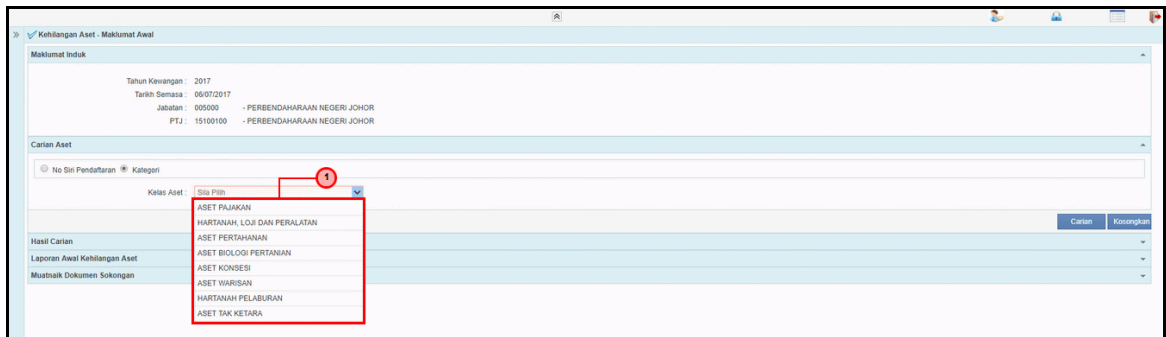 Kehilangan Aset - Maklumat Awal
Maklumat Induk
Tahun Kewangan : 2017
Tarikh Semasa : 06/07/2017
Jabatan : 005000 - PERBENDAHARAAN NEGERI JOHOR
PTJ : 15100100 - PERBENDAHARAAN NEGERI JOHOR
Carian Aset
No Siri Pendaftaran Kategori
1
Kelas Aset : Sila Pilih
ASET PAJAKAN
HARTANAH, LOJI DAN PERALATAN
ASET PERTAHANAN
ASET BIOLOGI PERTANIAN
ASET KONSESI
ASET WARISAN
HARTANAH PELABURAN
ASET TAK KETARA
Carian Kosongkan
Hasil Carian
Laporan Awal Kehilangan Aset
Muatnaik Dokumen Sokongan